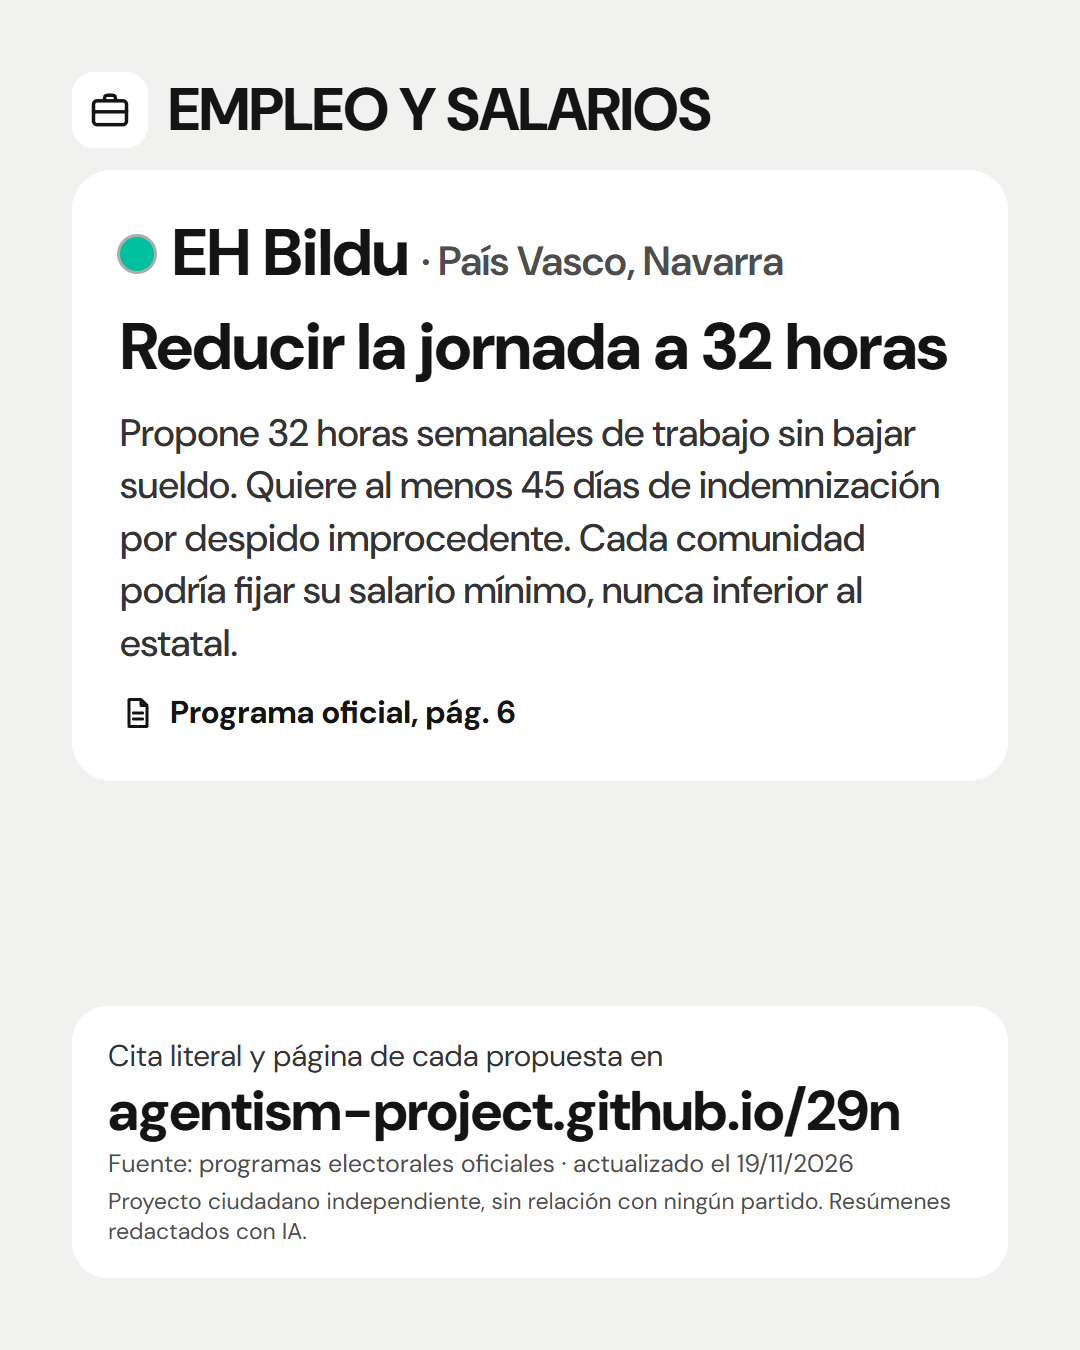 EMPLEO Y SALARIOS
EH Bildu · País Vasco, Navarra
Reducir la jornada a 32 horas
Propone 32 horas semanales de trabajo sin bajar
sueldo. Quiere al menos 45 días de indemnización
por despido improcedente. Cada comunidad
podría fijar su salario mínimo, nunca inferior al
estatal.
Programa oficial, pág. 6
Cita literal y página de cada propuesta en
agentism-project.github.io/29n
Fuente: programas electorales oficiales · actualizado el 19/11/2026
Proyecto ciudadano independiente, sin relación con ningún partido. Resúmenes
redactados con IA.